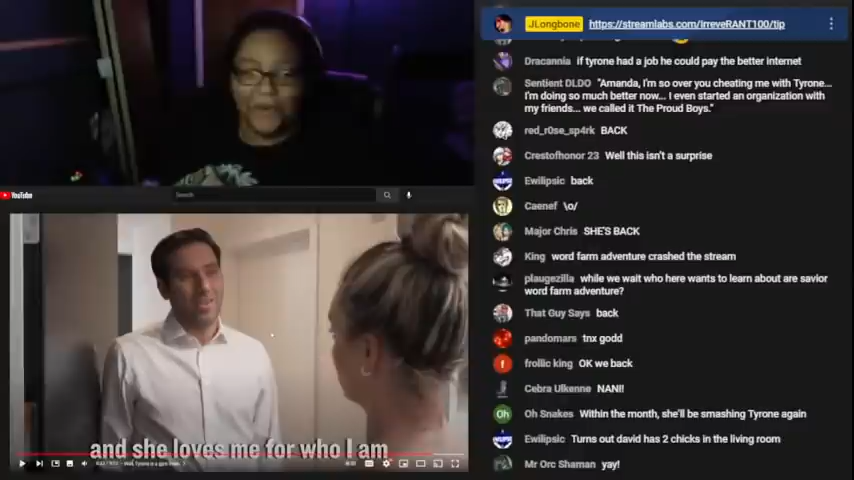 JLongbone https://streamlabs.com/IrreveRANT100/tip
Dracannia if tyrone had a job he could pay the better internet
Sentient DLDO "Amanda, I'm so over you cheating me with Tyrone...
I'm doing so much better now... I even started an organization with
my friends... we called it The Proud Boys."
red_r0se_sp4rk BACK
Crestofhonor 23 Well this isn't a surprise
Ewilipsic back
Caenef \o/
YouTube
Search
Major Chris SHE'S BACK
King word farm adventure crashed the stream
plaugezilla while we wait who here wants to learn about are savior
word farm adventure?
That Guy Says back
pandomars tnx godd
f
frollic king OK we back
Cebra Ulkenne NANI!
Oh
Oh Snakes Within the month, she'll be smashing Tyrone again
Ewilipsic Turns out david has 2 chicks in the living room
Mr Orc Shaman yay!
and she loves me for who I am